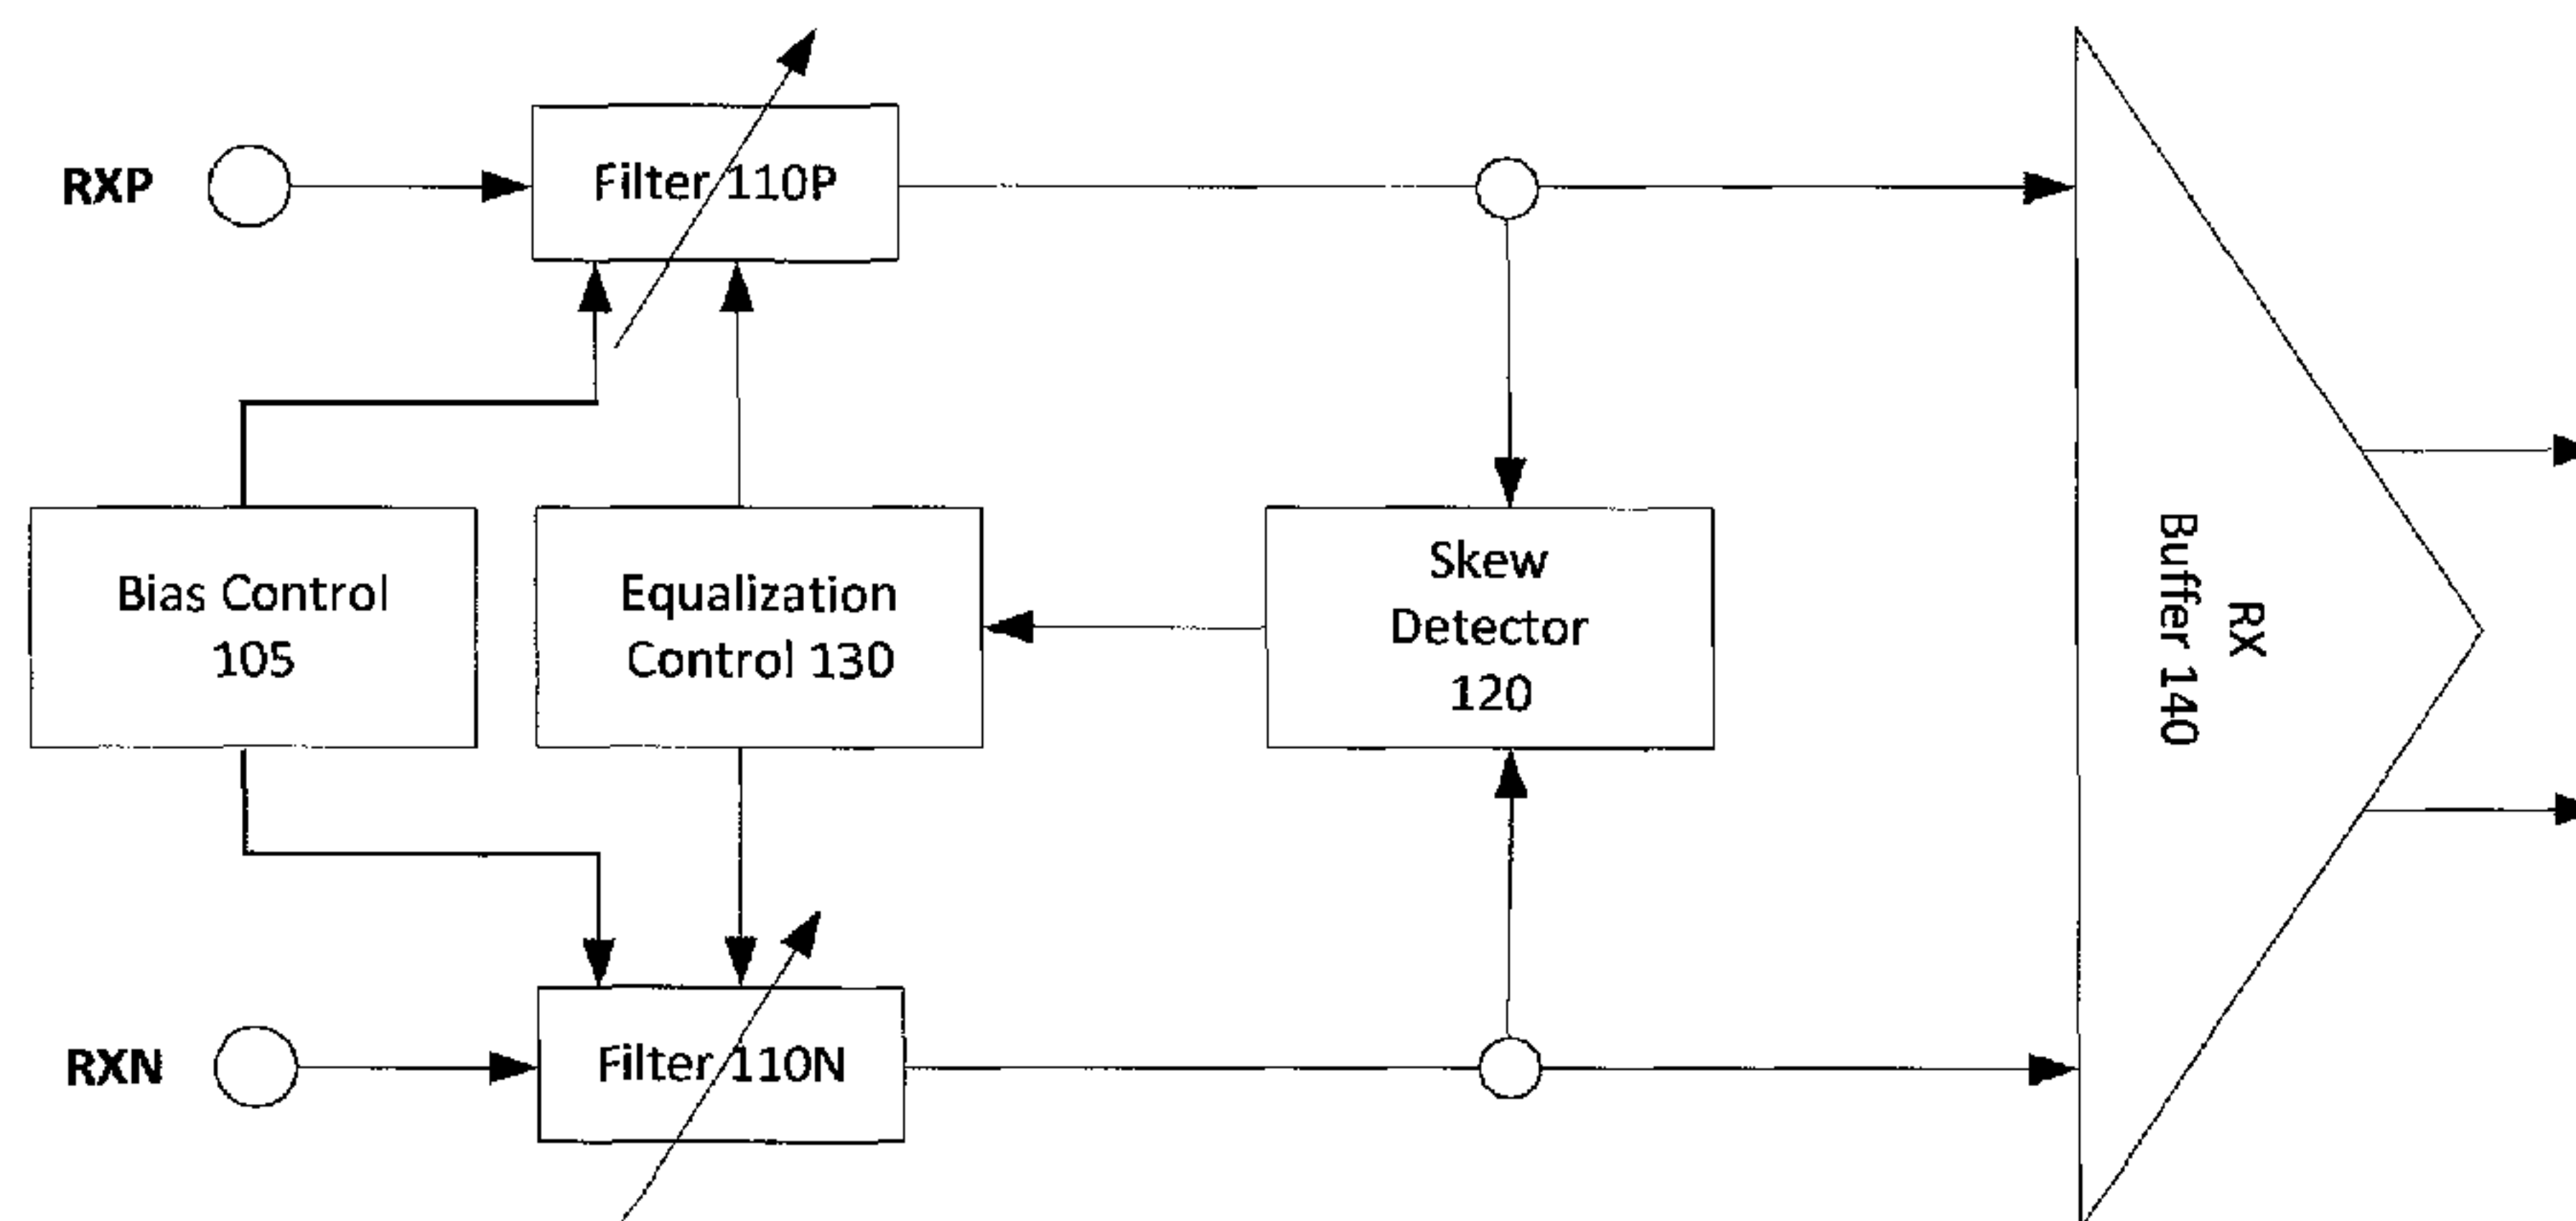 RXP
Filter 110P
Bias Control
105
Equalization
Control 130
Skew
Detector
120
RX
Buffer 140
RXN
Filter 110N